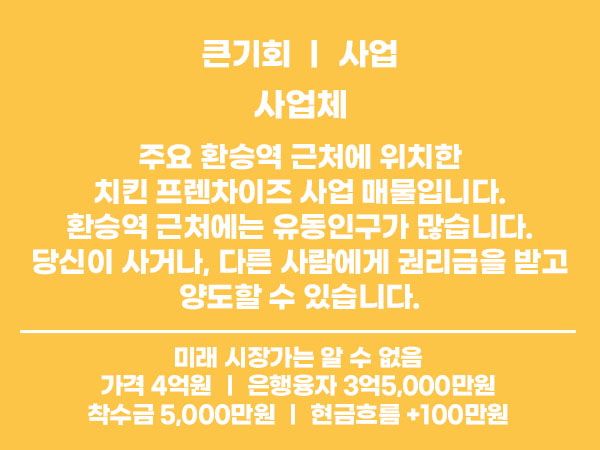 큰기회 ㅣ 사업
사업체
주요 환승역 근처에 위치한
치킨 프렌차이즈 사업 매물입니다.
환승역 근처에는 유동인구가 많습니다.
당신이 사거나, 다른 사람에게 권리금을 받고
양도할 수 있습니다.
미래 시장가는 알 수 없음
가격 4억원 ㅣ 은행융자 3억5,000만원
착수금 5,000만원 ㅣ 현금흐름 +100만원